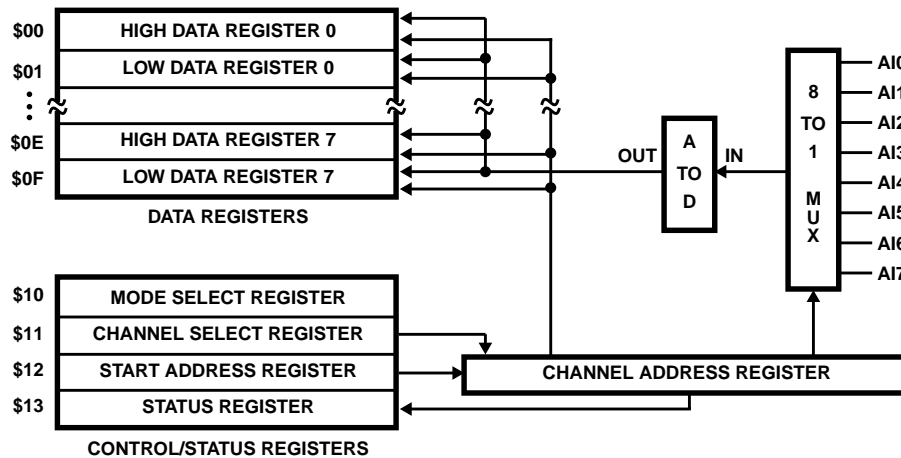 $00 HIGH DATA REGISTER 0
$01 LOW DATA REGISTER 0
$0E HIGH DATA REGISTER 7
$0F LOW DATA REGISTER 7
DATA REGISTERS
OUT
A TO D
IN
8 TO 1 MUX
AI0
AI1
AI2
AI3
AI4
AI5
AI6
AI7
$10 MODE SELECT REGISTER
$11 CHANNEL SELECT REGISTER
$12 START ADDRESS REGISTER
$13 STATUS REGISTER
CONTROL/STATUS REGISTERS
CHANNEL ADDRESS REGISTER